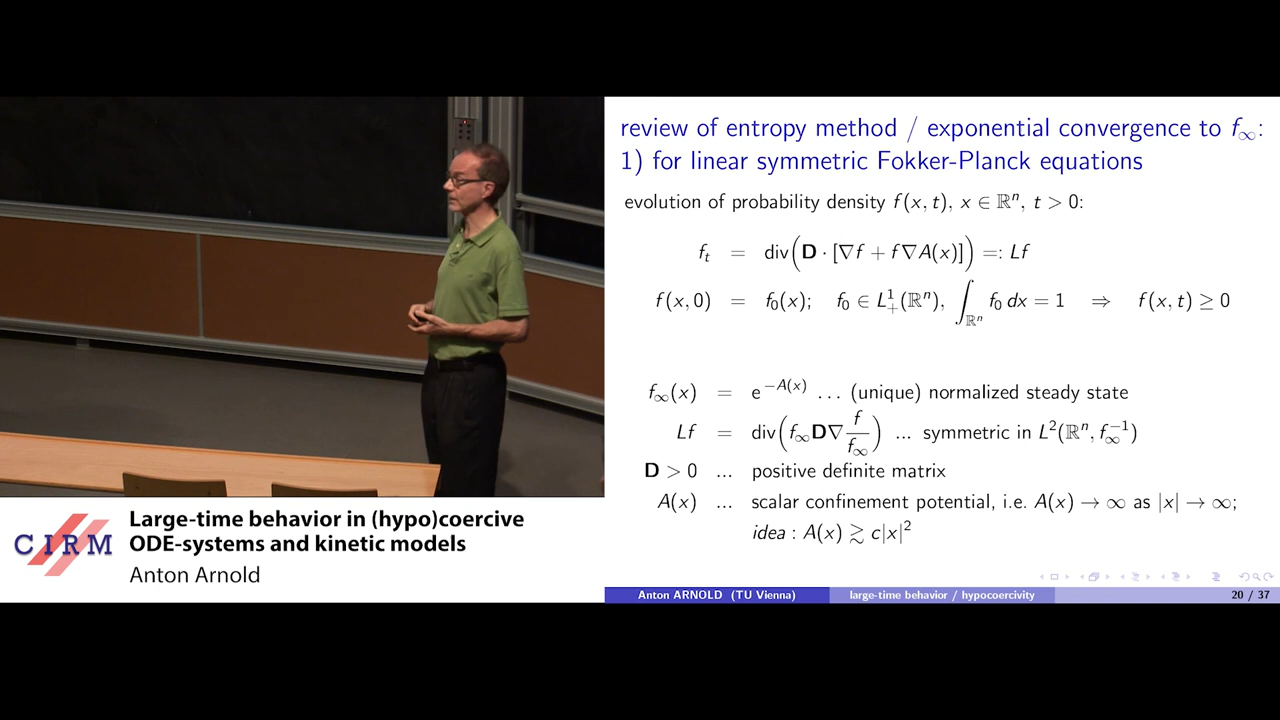 review of entropy method / exponential convergence to f∞:
1) for linear symmetric Fokker-Planck equations
evolution of probability density f(x, t), x ∈ ℝⁿ, t > 0:
fₜ = div(D · [∇f + f∇A(x)]) =: Lf
f(x, 0) = f₀(x); f₀ ∈ L¹₊(ℝⁿ), ∫_ℝⁿ f₀ dx = 1 ⇒ f(x, t) ≥ 0
f∞(x) = e^{−A(x)} ... (unique) normalized steady state
Lf = div(f∞D∇ f/f∞) ... symmetric in L²(ℝⁿ, f∞⁻¹)
D > 0 ... positive definite matrix
A(x) ... scalar confinement potential, i.e. A(x) → ∞ as |x| → ∞;
idea : A(x) ≳ c|x|²
Anton ARNOLD (TU Vienna) large-time behavior / hypocoercivity 20 / 37
CIRM
Large-time behavior in (hypo)coercive
ODE-systems and kinetic models
Anton Arnold